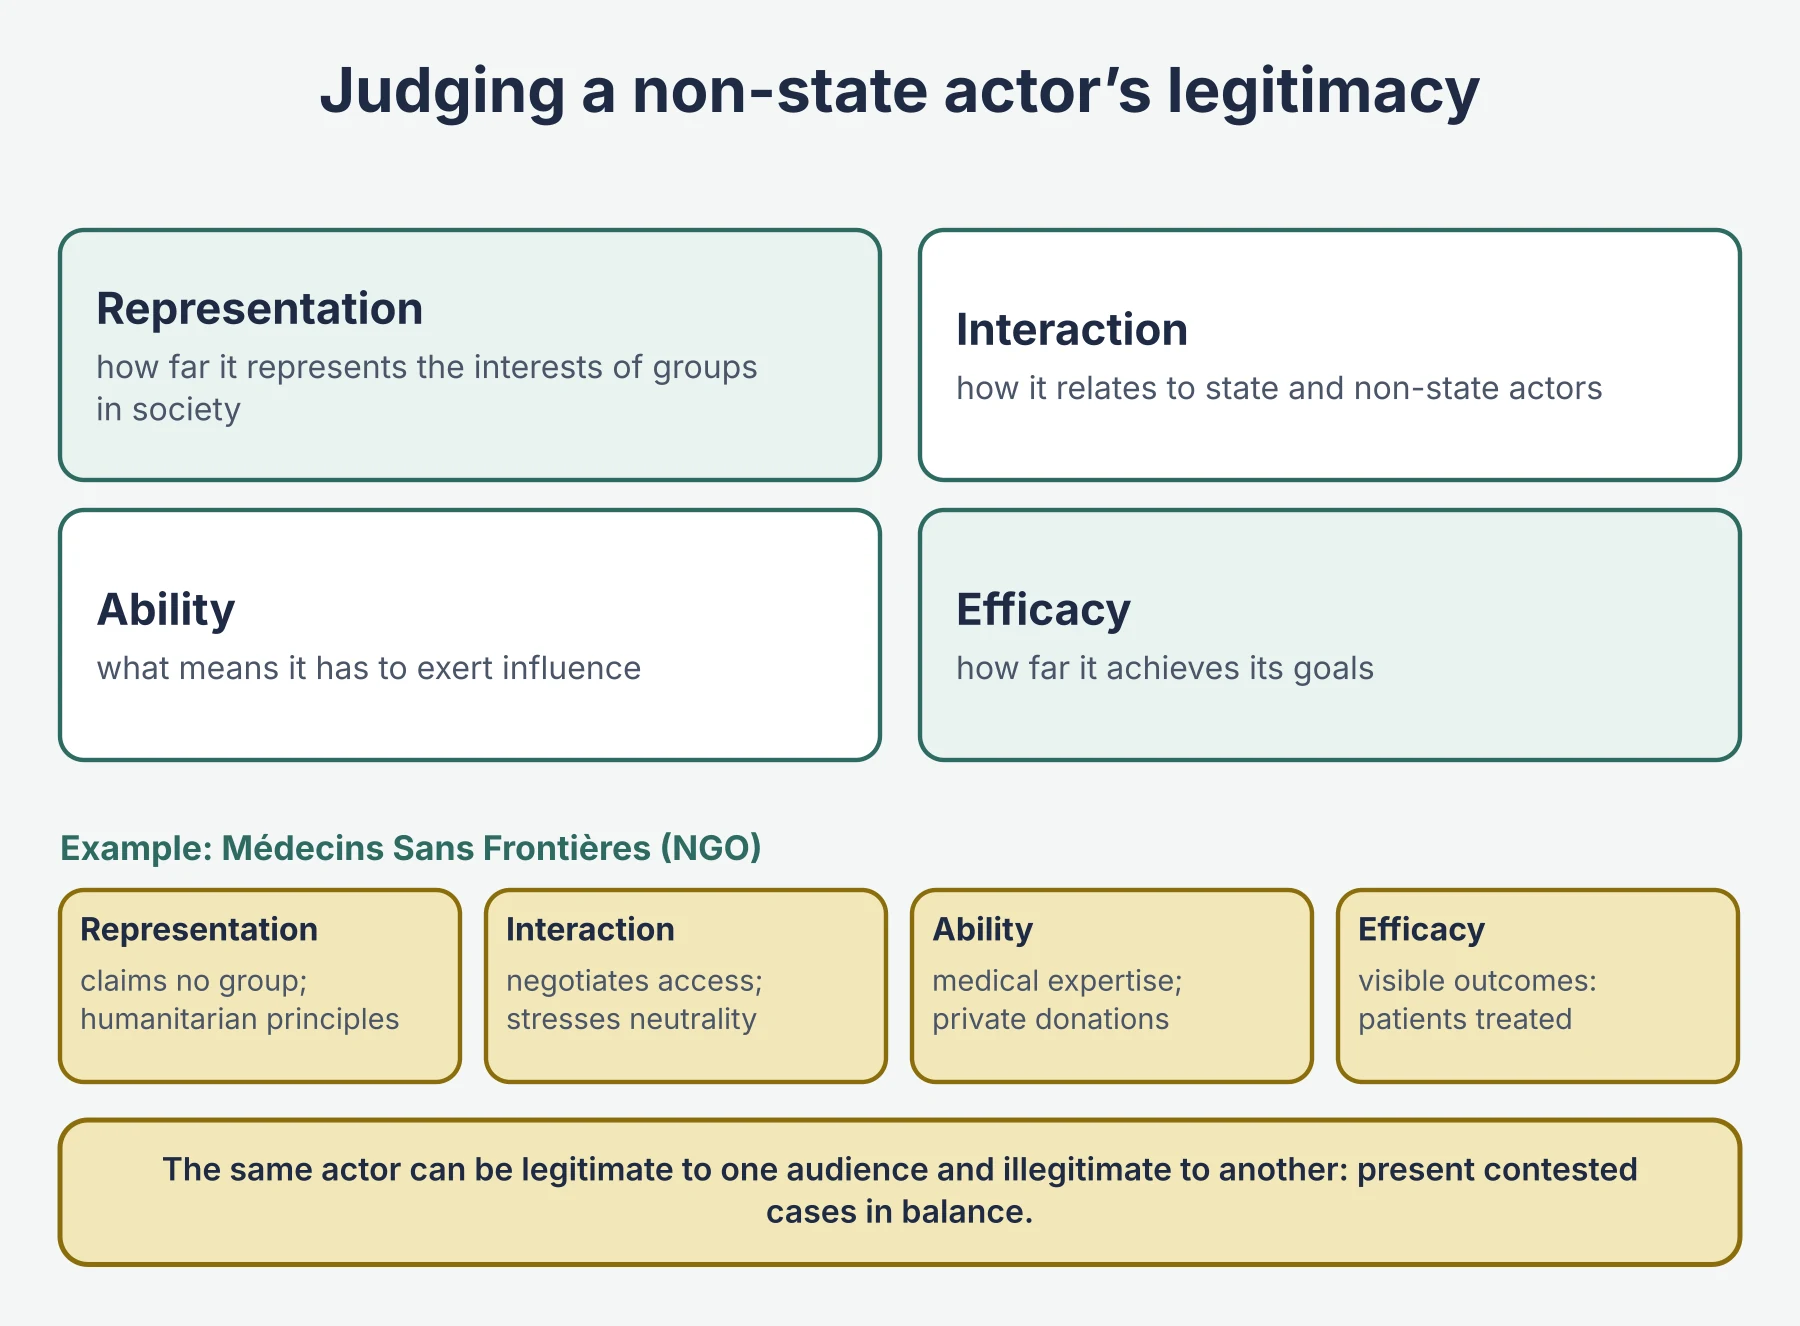 Judging a non-state actor’s legitimacy
Representation
how far it represents the interests of groups
in society
Interaction
how it relates to state and non-state actors
Ability
what means it has to exert influence
Efficacy
how far it achieves its goals
Example: Médecins Sans Frontières (NGO)
Representation
claims no group;
humanitarian principles
Interaction
negotiates access;
stresses neutrality
Ability
medical expertise;
private donations
Efficacy
visible outcomes:
patients treated
The same actor can be legitimate to one audience and illegitimate to another: present contested
cases in balance.